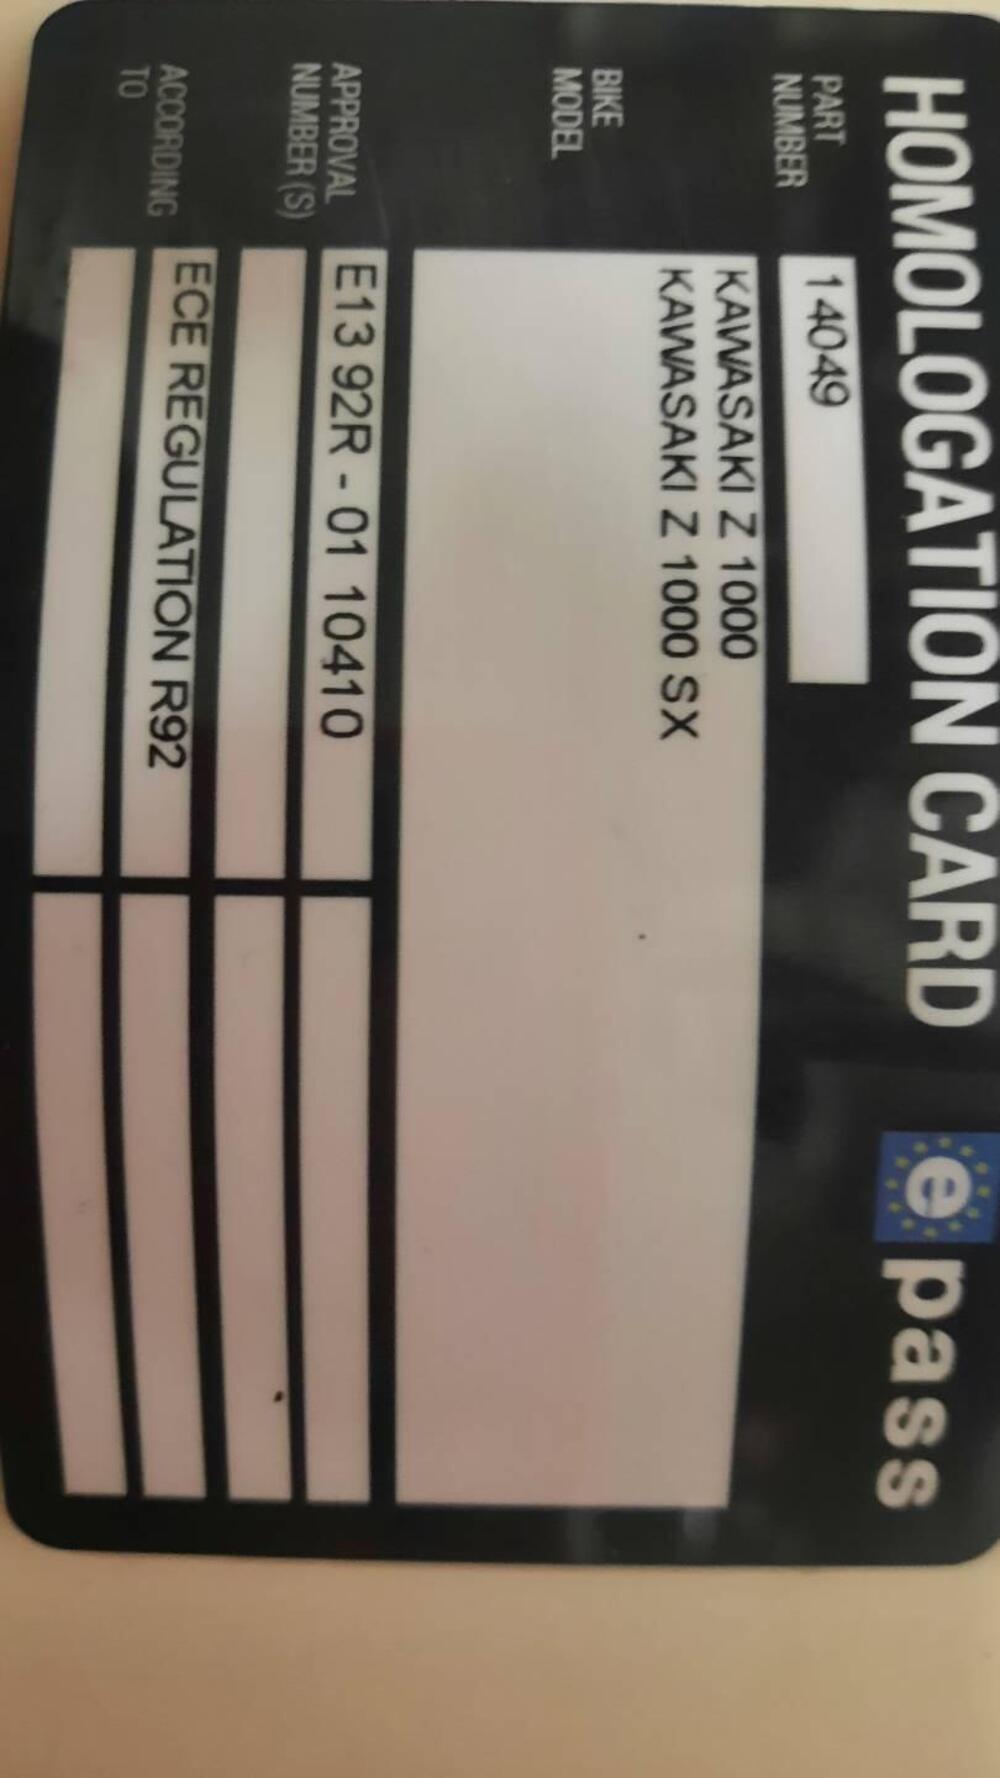 HOMOLOGATION CARD e pass
PART
NUMBER
14049
BIKE
MODEL
KAWASAKI Z 1000
KAWASAKI Z 1000 SX
APPROVAL
NUMBER (S)
E13 92R - 01 10410
ACCORDING
TO
ECE REGULATION R92